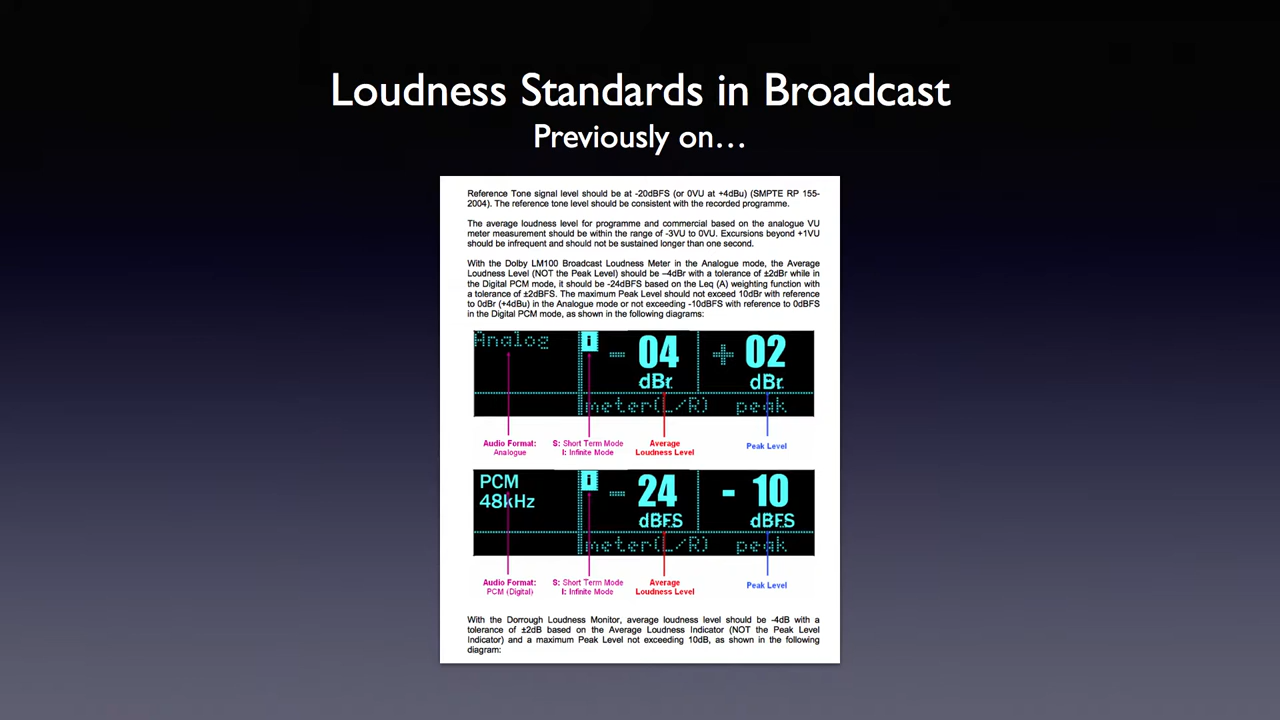 Loudness Standards in Broadcast
Previously on…
Reference Tone signal level should be at -20dBFS (or 0VU at +4dBu) (SMPTE RP 155-
2004). The reference tone level should be consistent with the recorded programme.
The average loudness level for programme and commercial based on the analogue VU
meter measurement should be within the range of -3VU to 0VU. Excursions beyond +1VU
should be infrequent and should not be sustained longer than one second.
With the Dolby LM100 Broadcast Loudness Meter in the Analogue mode, the Average
Loudness Level (NOT the Peak Level) should be –4dBr with a tolerance of ±2dBr while in
the Digital PCM mode, it should be -24dBFS based on the Leq (A) weighting function with
a tolerance of ±2dBFS. The maximum Peak Level should not exceed 10dBr with reference
to 0dBr (+4dBu) in the Analogue mode or not exceeding -10dBFS with reference to 0dBFS
in the Digital PCM mode, as shown in the following diagrams:
Analog i - 04 + 02
dBr dBr
meter(L/R) peak
Audio Format: S: Short Term Mode Average Peak Level
Analogue I: Infinite Mode Loudness Level
PCM i - 24 - 10
48kHz dBFS dBFS
meter(L/R) peak
Audio Format: S: Short Term Mode Average Peak Level
PCM (Digital) I: Infinite Mode Loudness Level
With the Dorrough Loudness Monitor, average loudness level should be -4dB with a
tolerance of ±2dB based on the Average Loudness Indicator (NOT the Peak Level
Indicator) and a maximum Peak Level not exceeding 10dB, as shown in the following
diagram: